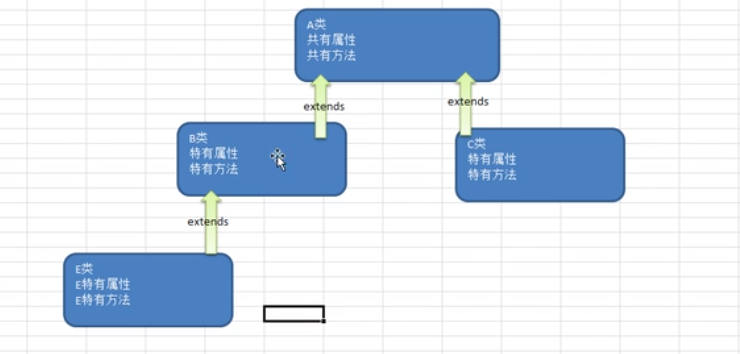 A类
共有属性
共有方法
extends
extends
B类
特有属性
特有方法
C类
特有属性
特有方法
extends
E类
E特有属性
E特有方法